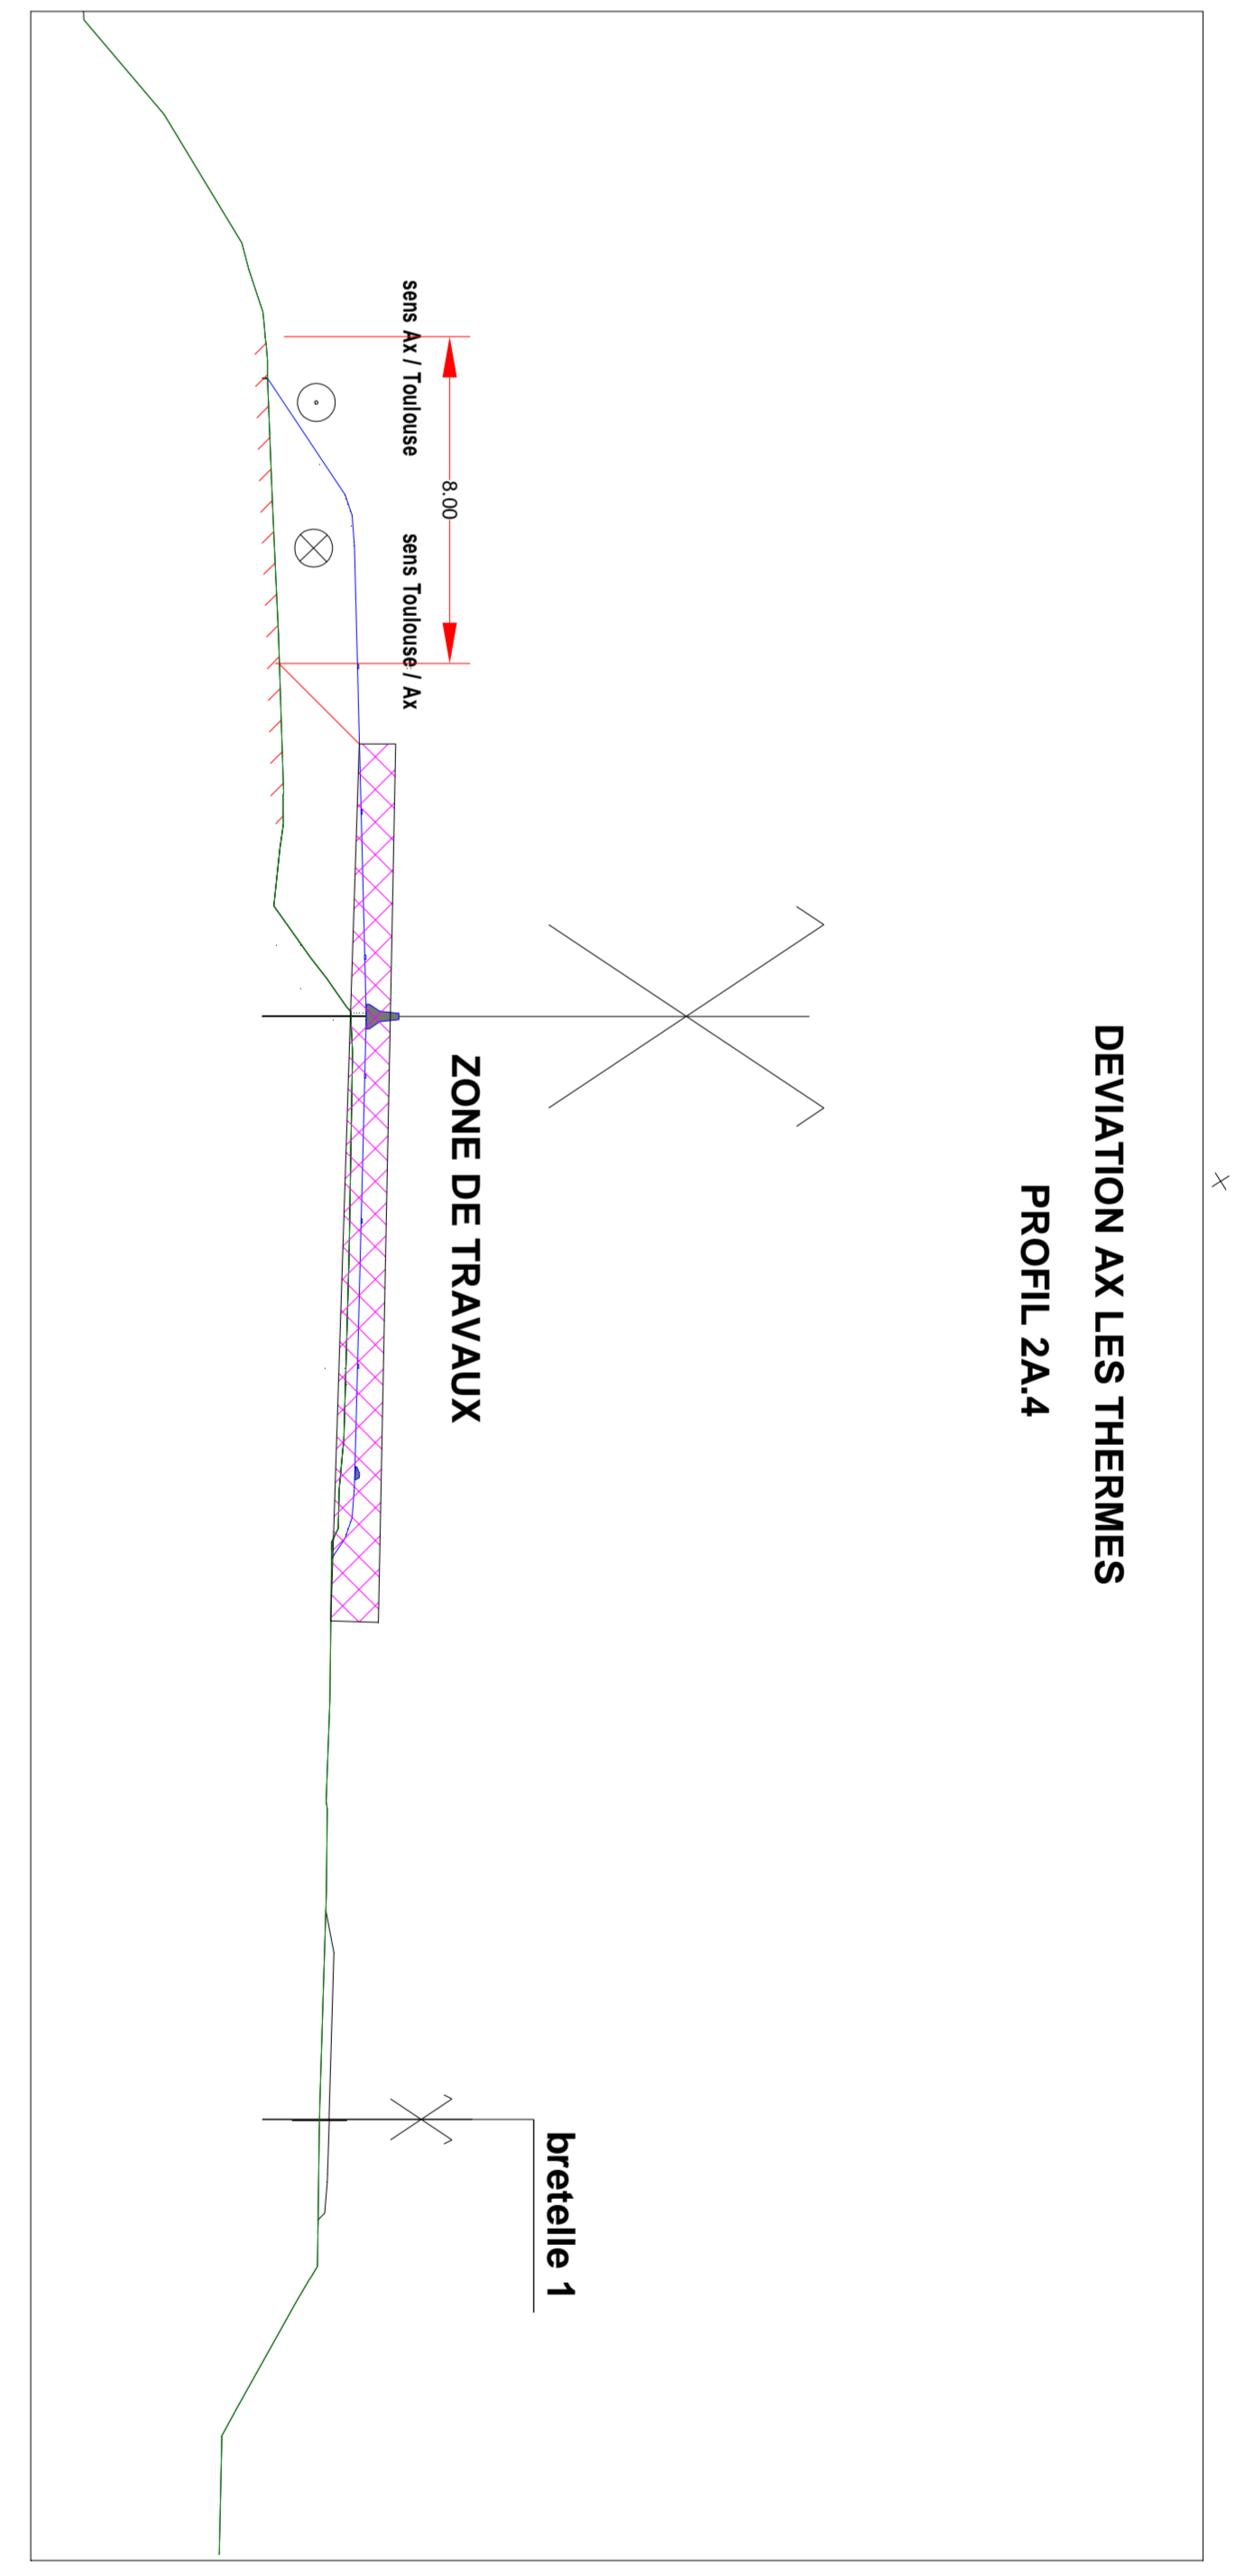 DEVIATION AX LES THERMES
PROFIL 2A.4
8.00
sens Ax / Toulouse
sens Toulouse / Ax
ZONE DE TRAVAUX
bretelle 1